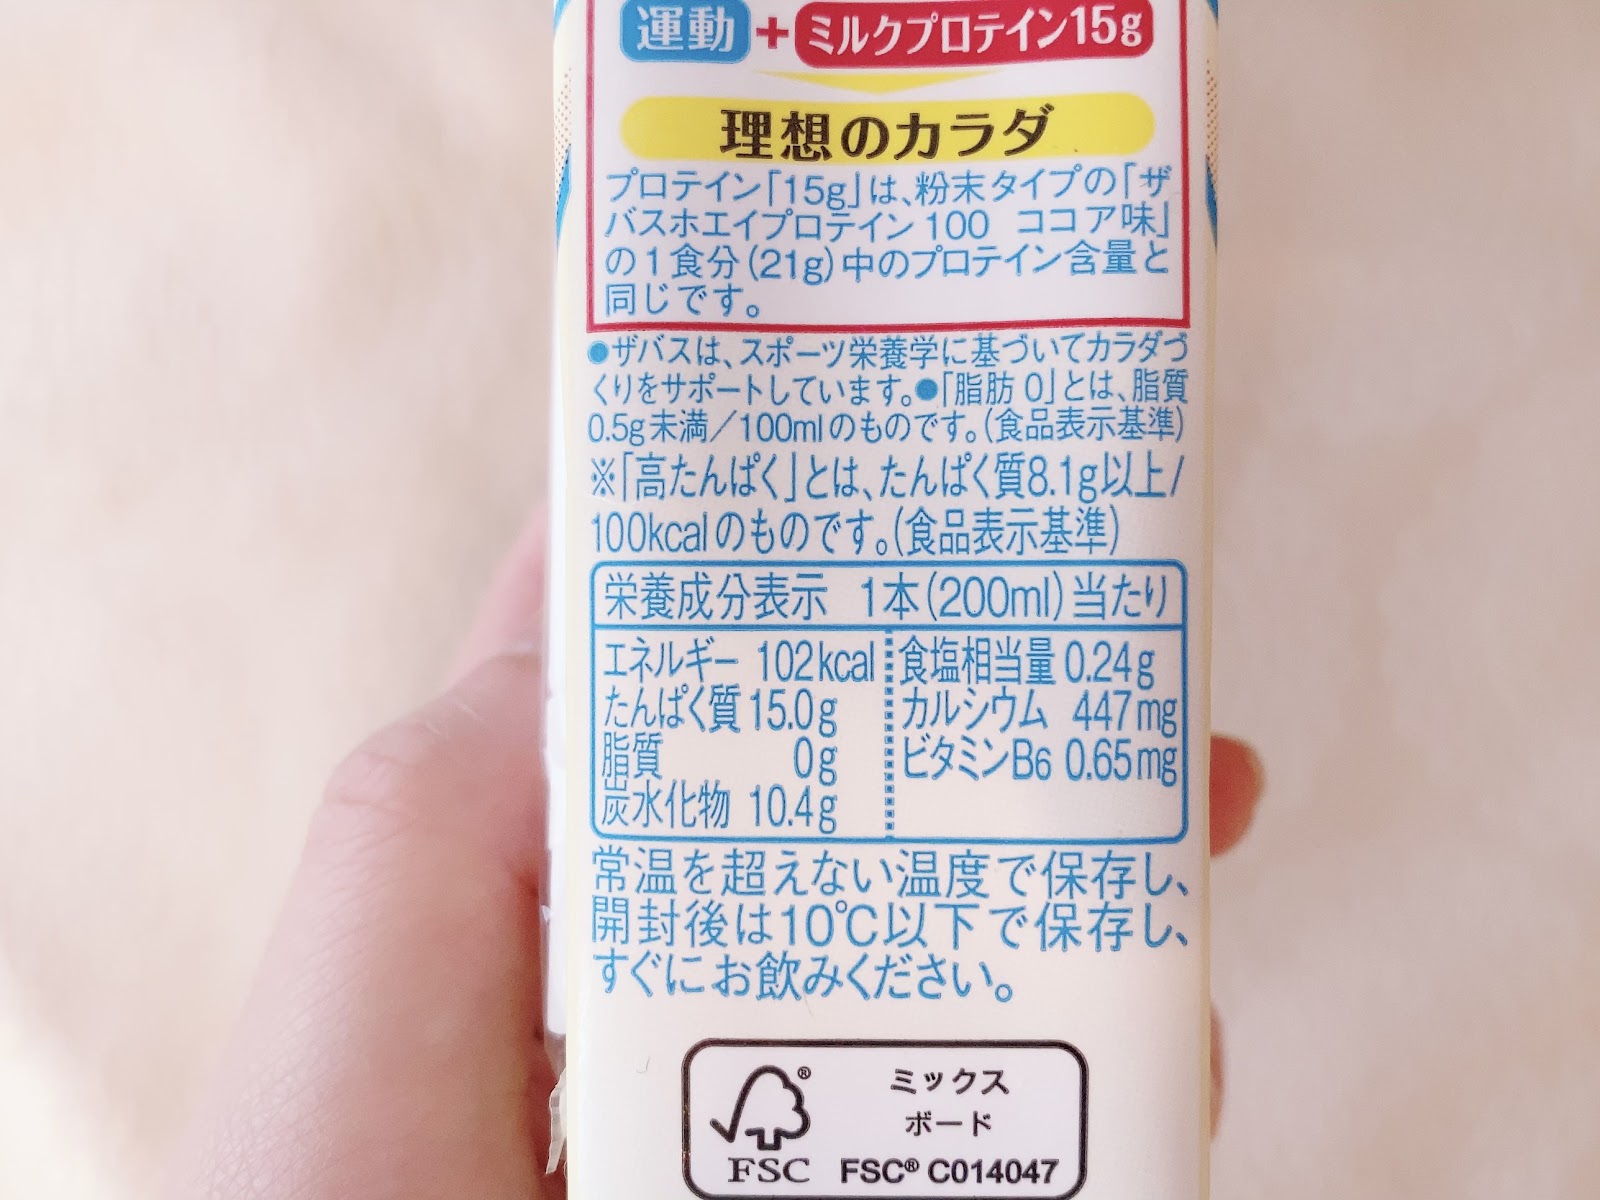 運動+ミルクプロテイン15g
理想のカラダ
プロテイン「15g」は、粉末タイプの「ザ
バスホエイプロテイン100 ココア味」
の1食分(21g)中のプロテイン含量と
同じです。
●ザバスは、スポーツ栄養学に基づいてカラダづ
くりをサポートしています。●「脂肪0」とは、脂質
0.5g未満/100mlのものです。(食品表示基準)
※「高たんぱく」とは、たんぱく質8.1g以上/
100kcalのものです。(食品表示基準)
栄養成分表示 1本(200ml)当たり
エネルギー 102kcal 食塩相当量 0.24g
たんぱく質 15.0g カルシウム 447mg
脂質 0g ビタミンB6 0.65mg
炭水化物 10.4g
常温を超えない温度で保存し、
開封後は10℃以下で保存し、
すぐにお飲みください。
ミックス
ボード
FSC FSC® C014047